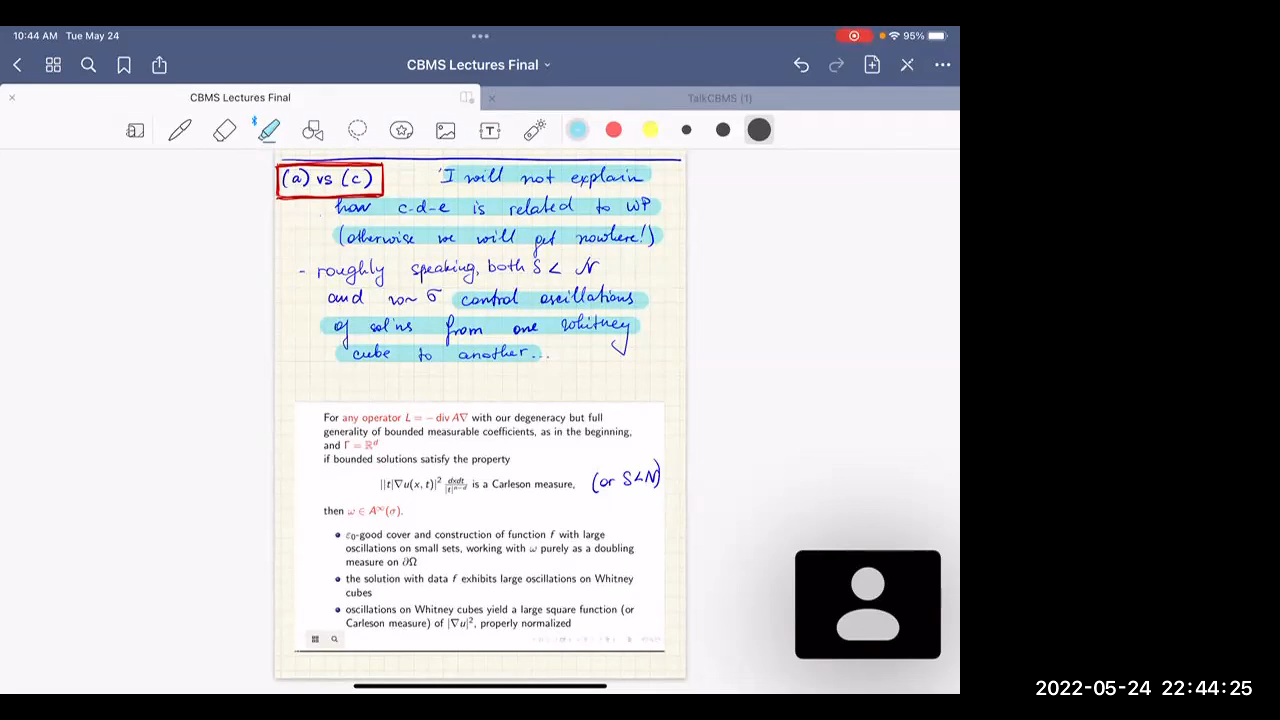 10:44 AM Tue May 24
95%
CBMS Lectures Final
CBMS Lectures Final
TalkCBMS (1)
(a) vs (c) I will not explain
how c-d-e is related to WP
(otherwise we will get nowhere!)
- roughly speaking, both S < N
and ω ~ σ control oscillations
of sol'ns from one Whitney
cube to another...
For any operator L = − div A∇ with our degeneracy but full
generality of bounded measurable coefficients, as in the beginning,
and Γ = ℝᵈ
if bounded solutions satisfy the property
||t|∇u(x, t)|² dxdt/|t|ⁿ⁻ᵈ is a Carleson measure, (or S<N)
then ω ∈ A∞(σ).
• ε₀-good cover and construction of function f with large
oscillations on small sets, working with ω purely as a doubling
measure on ∂Ω
• the solution with data f exhibits large oscillations on Whitney
cubes
• oscillations on Whitney cubes yield a large square function (or
Carleson measure) of |∇u|², properly normalized
2022-05-24 22:44:25